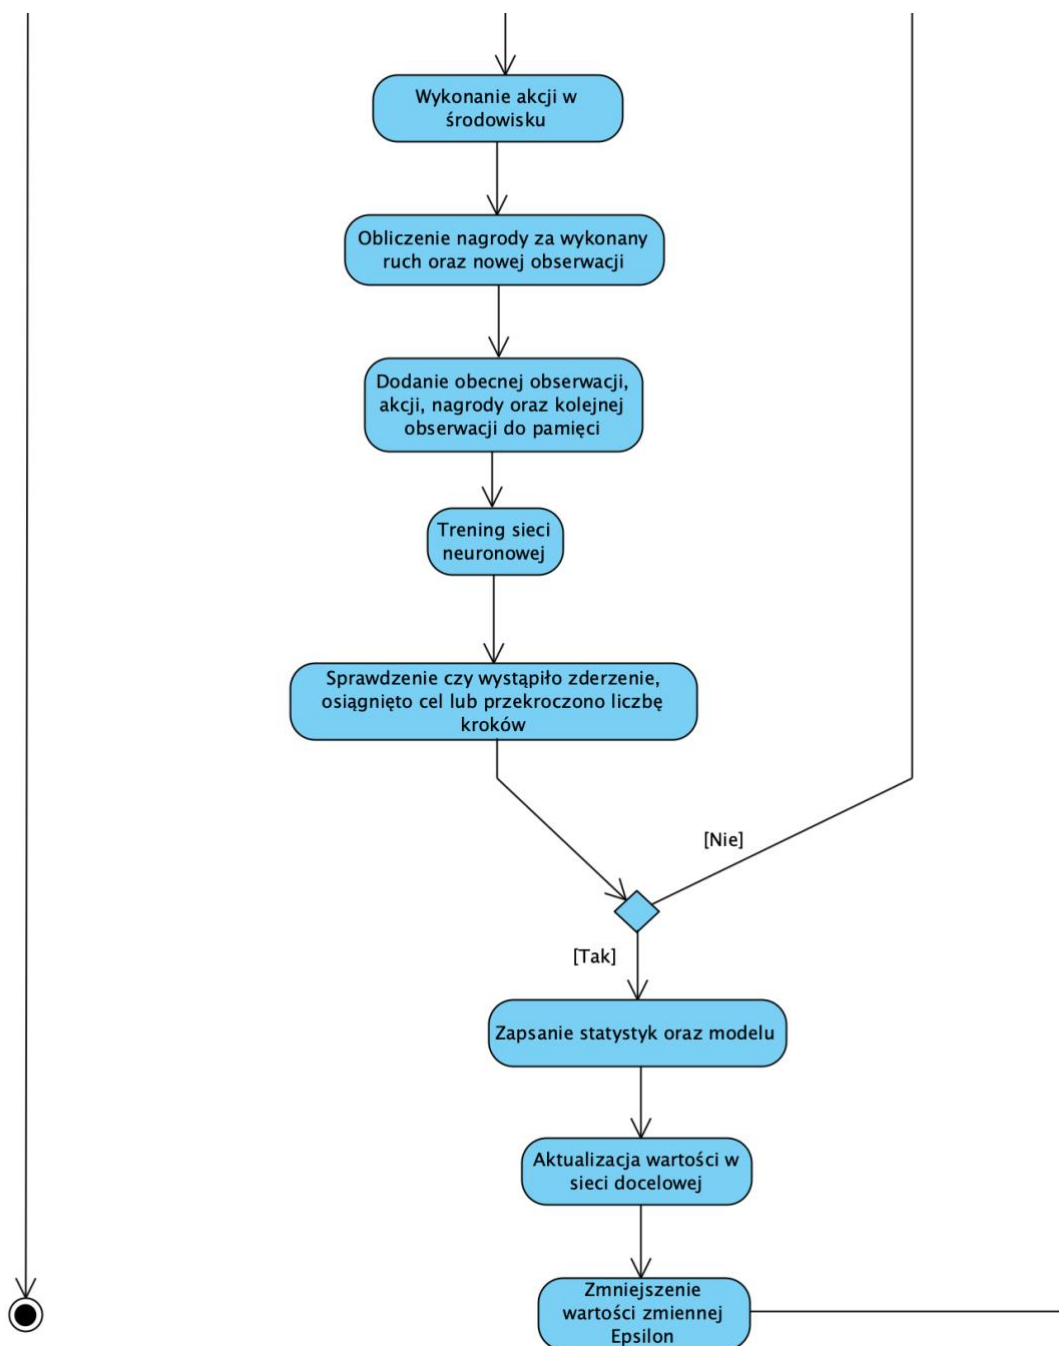 Wykonanie akcji w
środowisku
Obliczenie nagrody za wykonany
ruch oraz nowej obserwacji
Dodanie obecnej obserwacji,
akcji, nagrody oraz kolejnej
obserwacji do pamięci
Trening sieci
neuronowej
Sprawdzenie czy wystąpiło zderzenie,
osiągnięto cel lub przekroczono liczbę
kroków
[Nie]
[Tak]
Zapsanie statystyk oraz modelu
Aktualizacja wartości w
sieci docelowej
Zmniejszenie
wartości zmiennej
Epsilon